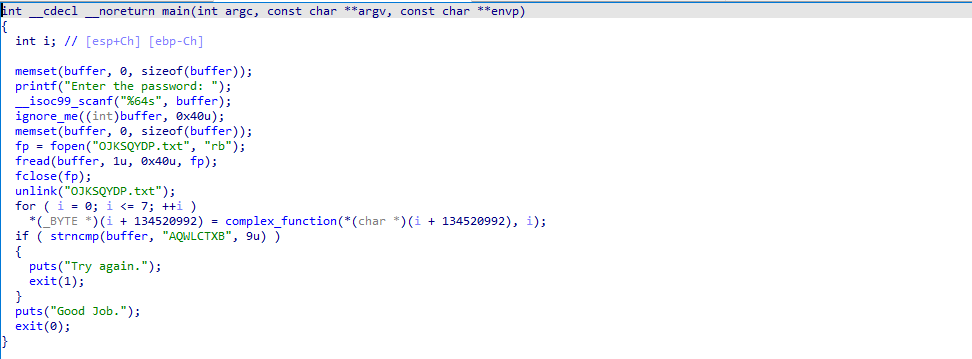 int __cdecl __noreturn main(int argc, const char **argv, const char **envp)
{
  int i; // [esp+Ch] [ebp-Ch]

  memset(buffer, 0, sizeof(buffer));
  printf("Enter the password: ");
  __isoc99_scanf("%64s", buffer);
  ignore_me((int)buffer, 0x40u);
  memset(buffer, 0, sizeof(buffer));
  fp = fopen("OJKSQYDP.txt", "rb");
  fread(buffer, 1u, 0x40u, fp);
  fclose(fp);
  unlink("OJKSQYDP.txt");
  for ( i = 0; i <= 7; ++i )
    *(_BYTE *)(i + 134520992) = complex_function(*(char *)(i + 134520992), i);
  if ( strncmp(buffer, "AQWLCTXB", 9u) )
  {
    puts("Try again.");
    exit(1);
  }
  puts("Good Job.");
  exit(0);
}